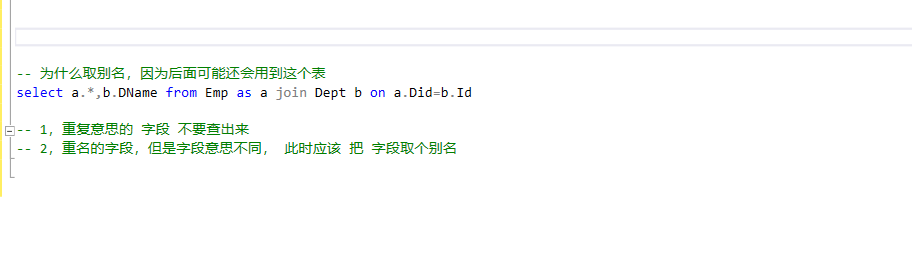 -- 为什么取别名，因为后面可能还会用到这个表
select a.*,b.DName from Emp as a join Dept b on a.Did=b.Id
-- 1，重复意思的 字段 不要查出来
-- 2，重名的字段，但是字段意思不同， 此时应该 把 字段取个别名